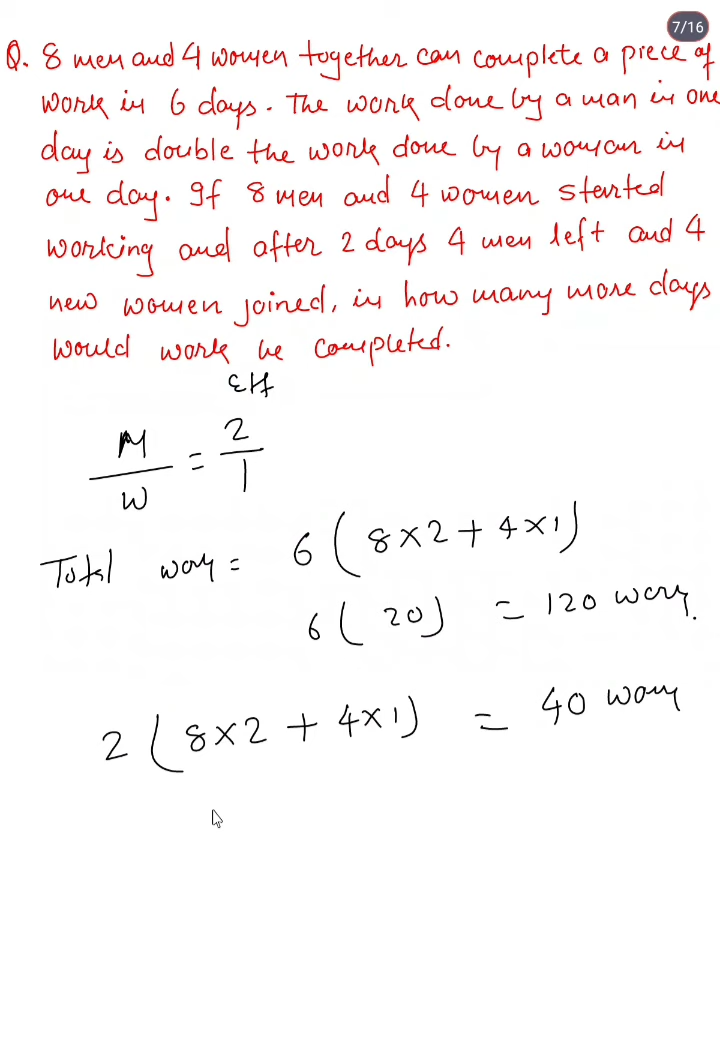 7/16
Q. 8 men and 4 women together can complete a piece of
work in 6 days. The work done by a man in one
day is double the work done by a woman in
one day. If 8 men and 4 women started
working and after 2 days 4 men left and 4
new women joined, in how many more days
would work be completed.
Eff
M/W = 2/1
Total work = 6(8×2+4×1)
6(20) = 120 work.
2(8×2+4×1) = 40 work